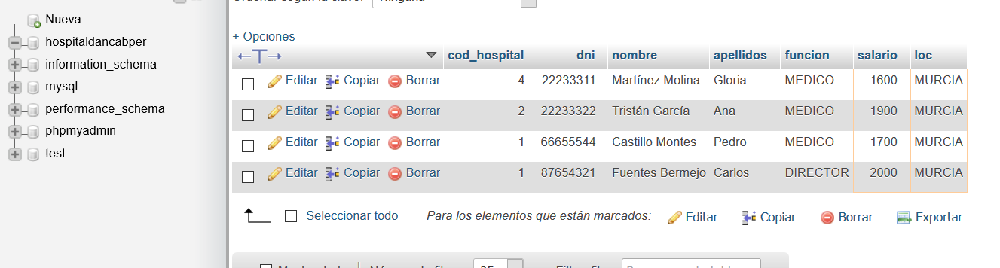 Nueva
hospitaldancabper
information_schema
mysql
performance_schema
phpmyadmin
test
+ Opciones
cod_hospital dni nombre apellidos funcion salario loc
Editar Copiar Borrar 4 22233311 Martínez Molina Gloria MEDICO 1600 MURCIA
Editar Copiar Borrar 2 22233322 Tristán García Ana MEDICO 1900 MURCIA
Editar Copiar Borrar 1 66655544 Castillo Montes Pedro MEDICO 1700 MURCIA
Editar Copiar Borrar 1 87654321 Fuentes Bermejo Carlos DIRECTOR 2000 MURCIA
Seleccionar todo Para los elementos que están marcados: Editar Copiar Borrar Exportar